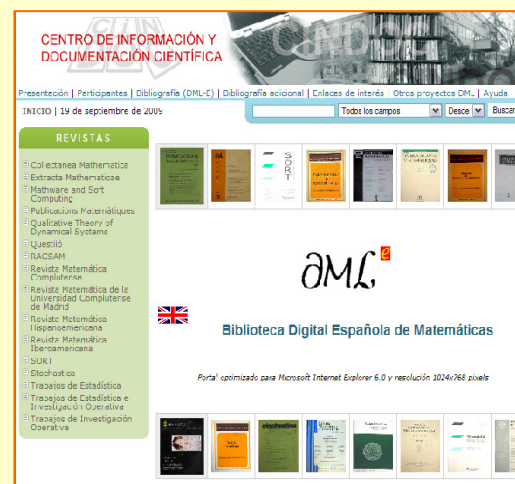 CENTRO DE INFORMACIÓN Y
DOCUMENTACIÓN CIENTÍFICA
Presentación | Participantes | Bibliografía (DML-E) | Bibliografía adicional | Enlaces de interés | Otros proyectos DML | Ayuda
INICIO | 19 de septiembre de 2009
Todos los campos
Desde
Buscar
REVISTAS
Collectanea Mathematica
Extracta Mathematicae
Mathware and Soft
Computing
Publicacions Matemàtiques
Qualitative Theory of
Dynamical Systems
Qüestiió
RACSAM
Revista Matemática
Complutense
Revista Matemática de la
Universidad Complutense
de Madrid
Revista Matemática
Hispanoamericana
Revista Matemática
Iberoamericana
SORT
Stochastica
Trabajos de Estadística
Trabajos de Estadística e
Investigación Operativa
Trabajos de Investigación
Operativa
SORT
DML e
Biblioteca Digital Española de Matemáticas
Portal optimizado para Microsoft Internet Explorer 6.0 y resolución 1024x768 pixels
stochastica